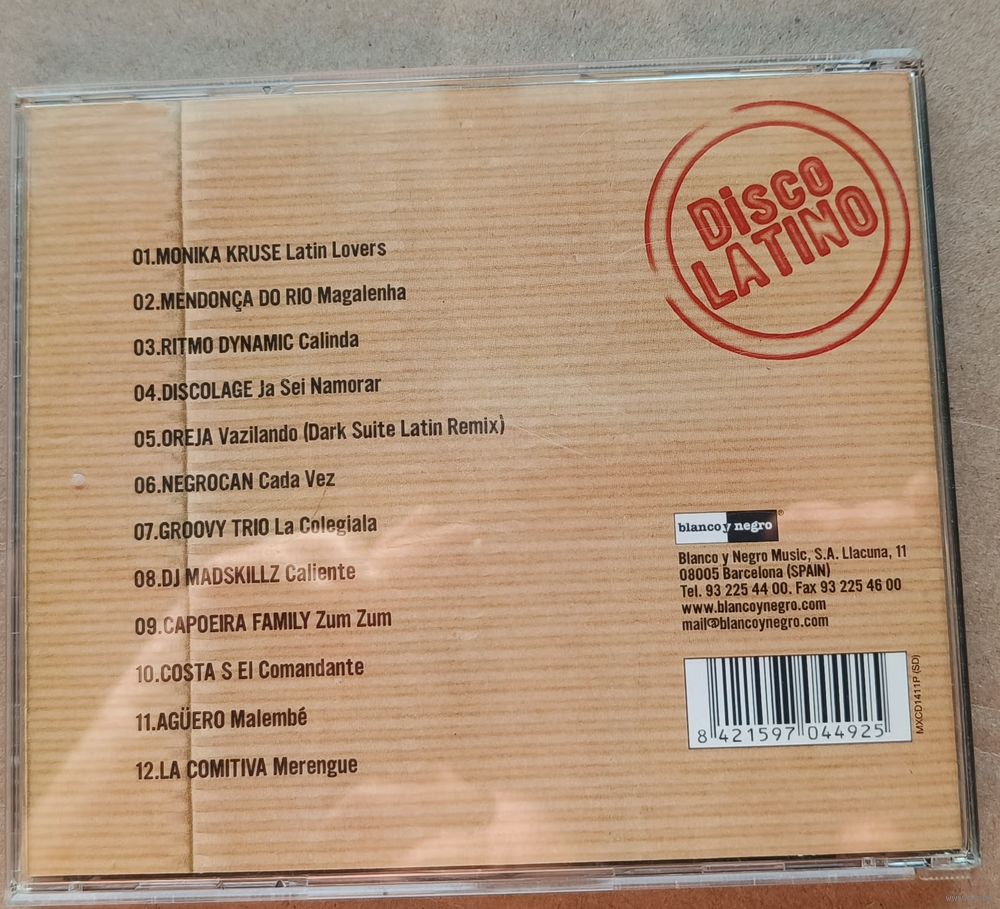 DISCO
LATINO
01.MONIKA KRUSE Latin Lovers
02.MENDONÇA DO RIO Magalenha
03.RITMO DYNAMIC Calinda
04.DISCOLAGE Ja Sei Namorar
05.OREJA Vazilando (Dark Suite Latin Remix)
06.NEGROCAN Cada Vez
07.GROOVY TRIO La Colegiala
08.DJ MADSKILLZ Caliente
09.CAPOEIRA FAMILY Zum Zum
10.COSTA S El Comandante
11.AGÜERO Malembé
12.LA COMITIVA Merengue
blanco y negro®
Blanco y Negro Music, S.A. Llacuna, 11
08005 Barcelona (SPAIN)
Tel. 93 225 44 00. Fax 93 225 46 00
www.blancoynegro.com
mail@blancoynegro.com
8 421597 044925
MXCD1411P (SD)